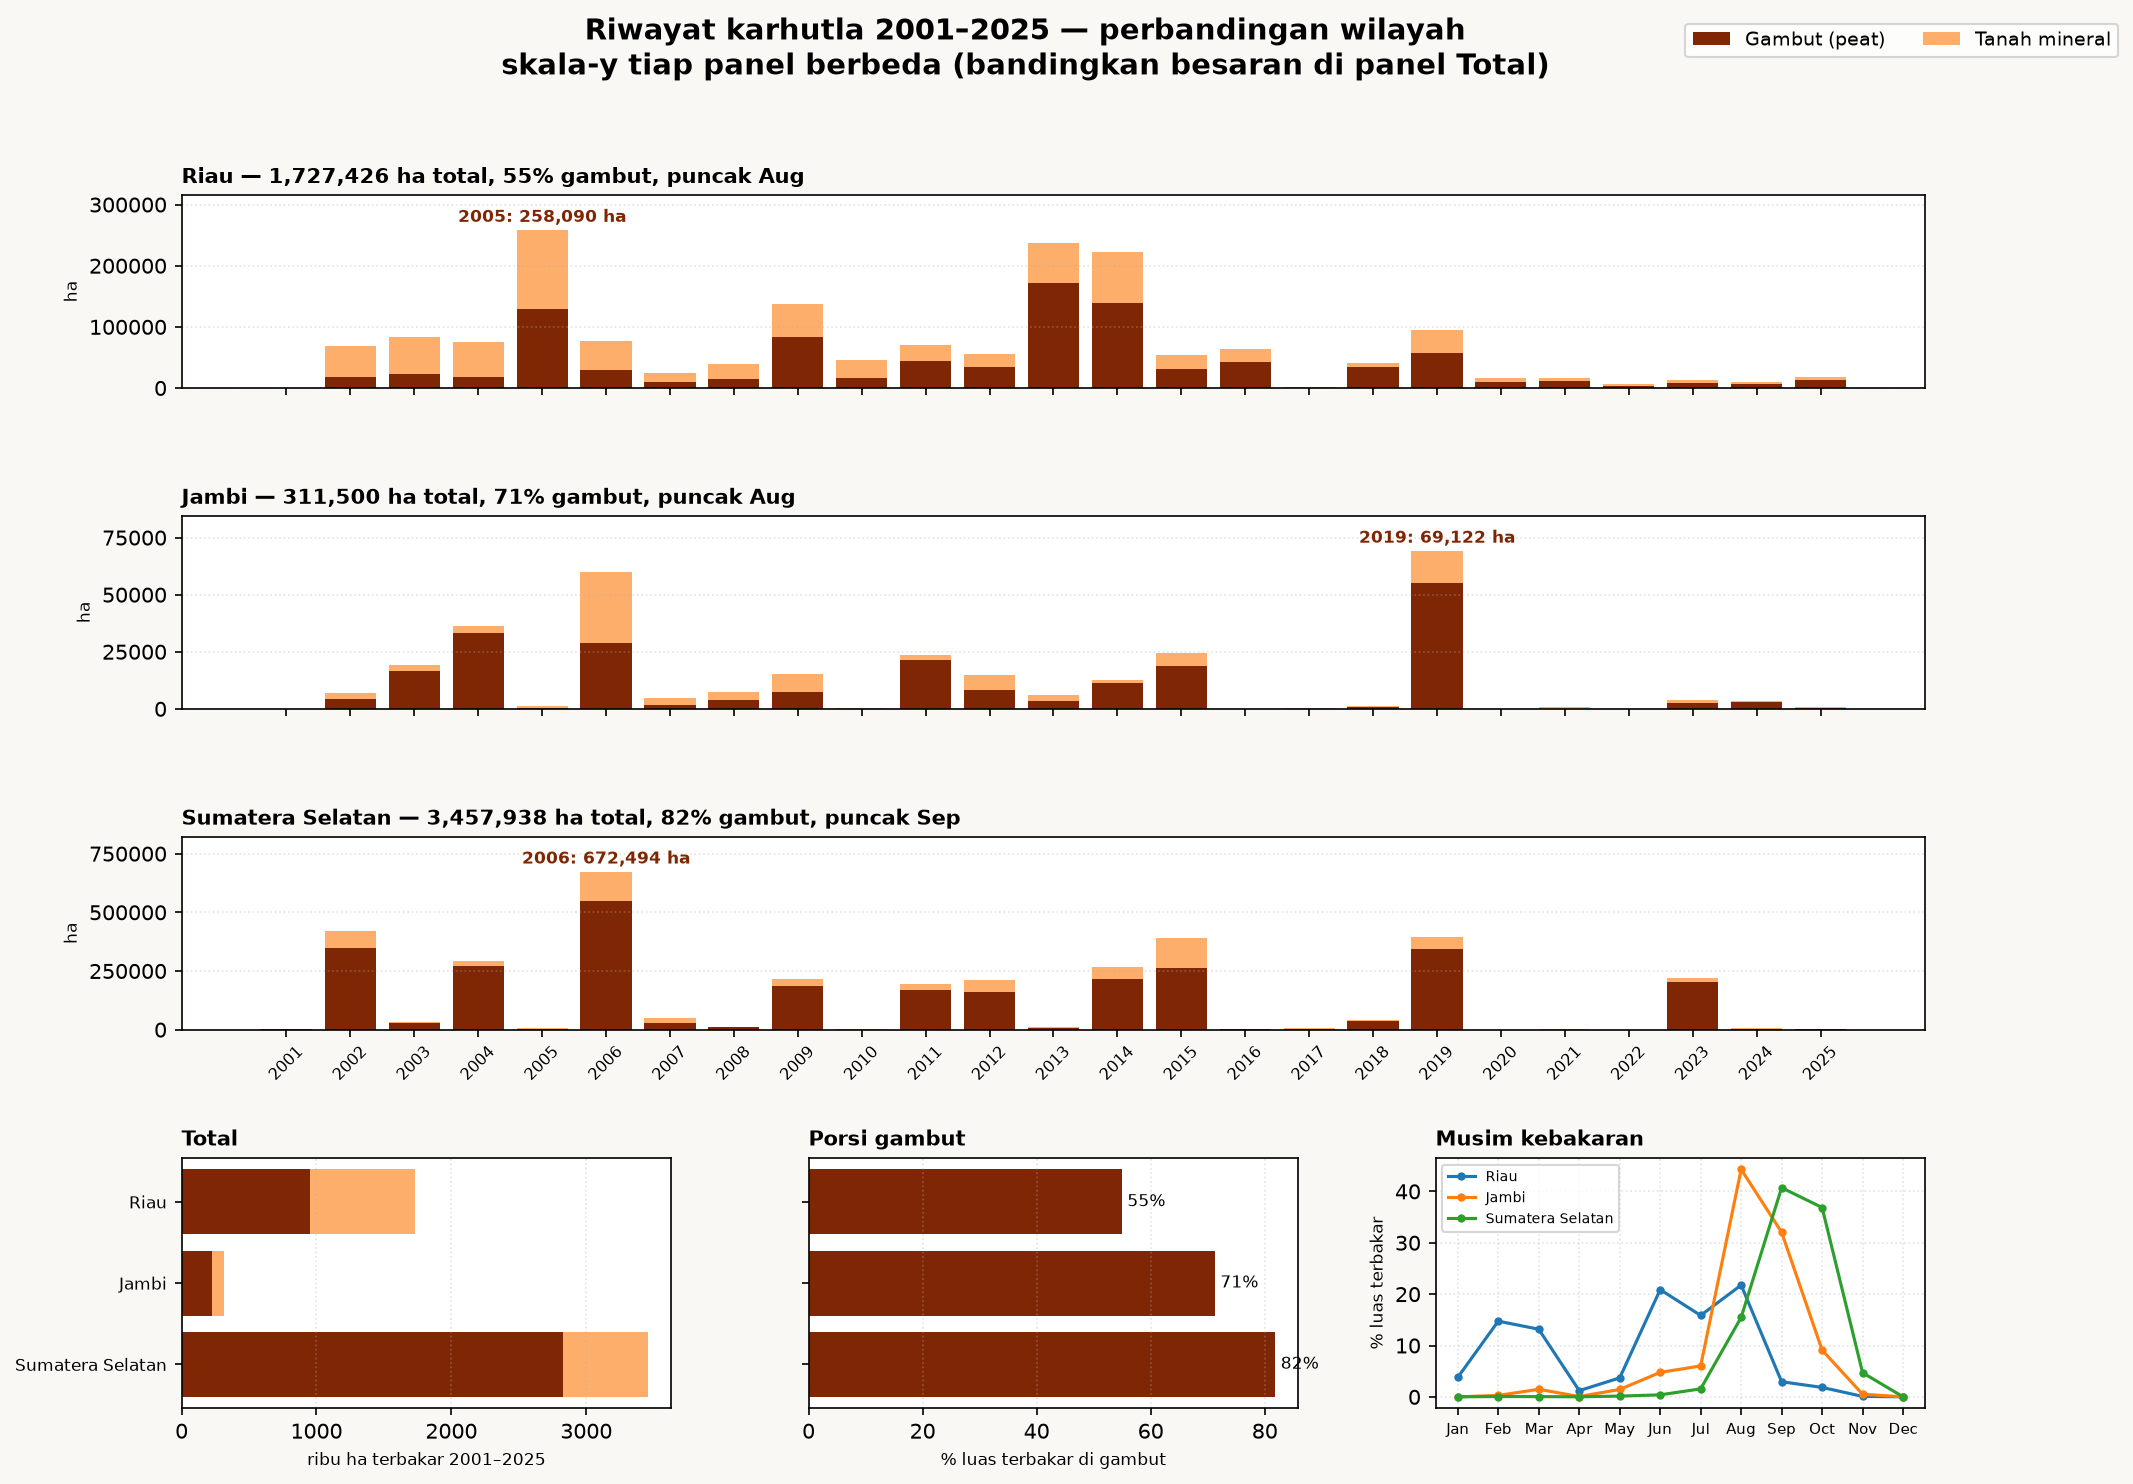 Riwayat karhutla 2001–2025 — perbandingan wilayah
skala-y tiap panel berbeda (bandingkan besaran di panel Total)
Gambut (peat)
Tanah mineral
Riau — 1,727,426 ha total, 55% gambut, puncak Aug
300000
200000
100000
0
ha
2005: 258,090 ha
Jambi — 311,500 ha total, 71% gambut, puncak Aug
75000
50000
25000
0
ha
2019: 69,122 ha
Sumatera Selatan — 3,457,938 ha total, 82% gambut, puncak Sep
750000
500000
250000
0
ha
2006: 672,494 ha
2001
2002
2003
2004
2005
2006
2007
2008
2009
2010
2011
2012
2013
2014
2015
2016
2017
2018
2019
2020
2021
2022
2023
2024
2025
Total
Riau
Jambi
Sumatera Selatan
0
1000
2000
3000
ribu ha terbakar 2001–2025
Porsi gambut
55%
71%
82%
0
20
40
60
80
% luas terbakar di gambut
Musim kebakaran
Riau
Jambi
Sumatera Selatan
40
30
20
10
0
% luas terbakar
Jan
Feb
Mar
Apr
May
Jun
Jul
Aug
Sep
Oct
Nov
Dec